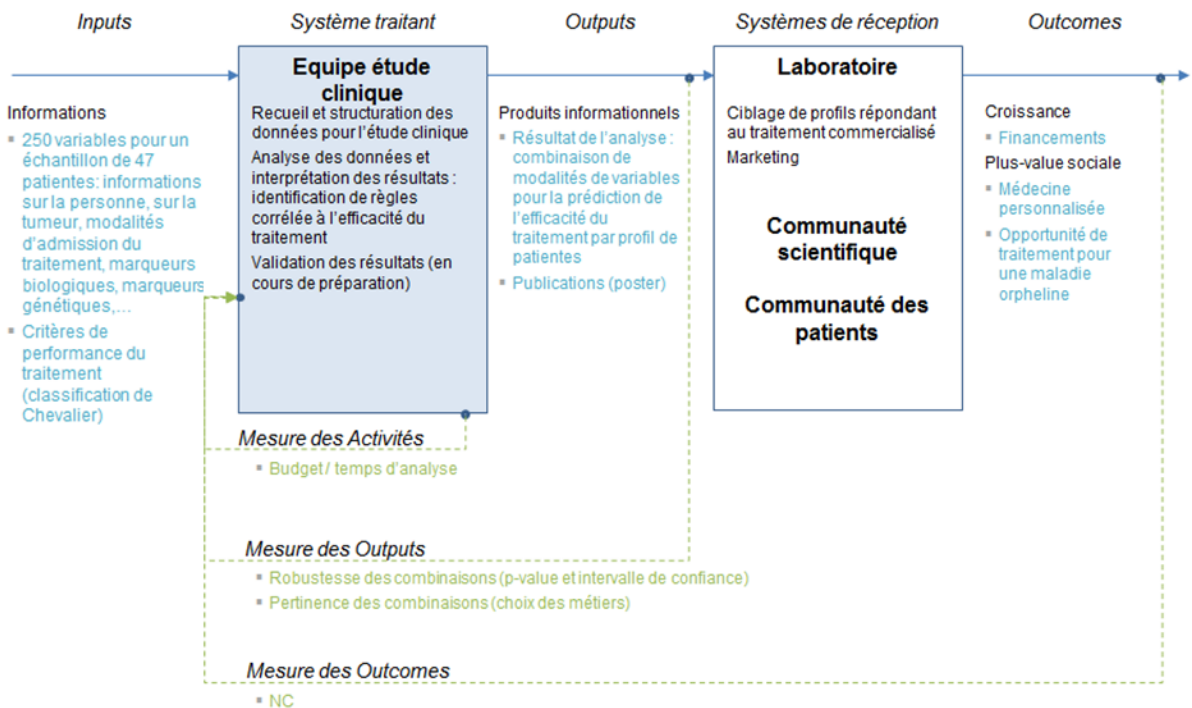 Inputs
Système traitant
Outputs
Systèmes de réception
Outcomes
Informations
▪ 250 variables pour un
échantillon de 47
patientes: informations
sur la personne, sur la
tumeur, modalités
d'admission du
traitement, marqueurs
biologiques, marqueurs
génétiques,...
▪ Critères de
performance du
traitement
(classification de
Chevalier)
Equipe étude
clinique
Recueil et structuration des
données pour l'étude clinique
Analyse des données et
interprétation des résultats :
identification de règles
corrélée à l'efficacité du
traitement
Validation des résultats (en
cours de préparation)
Produits informationnels
▪ Résultat de l'analyse :
combinaison de
modalités de variables
pour la prédiction de
l'efficacité du
traitement par profil de
patientes
▪ Publications (poster)
Laboratoire
Ciblage de profils répondant
au traitement commercialisé
Marketing
Communauté
scientifique
Communauté des
patients
Croissance
▪ Financements
Plus-value sociale
▪ Médecine
personnalisée
▪ Opportunité de
traitement pour
une maladie
orpheline
Mesure des Activités
▪ Budget / temps d'analyse
Mesure des Outputs
▪ Robustesse des combinaisons (p-value et intervalle de confiance)
▪ Pertinence des combinaisons (choix des métiers)
Mesure des Outcomes
▪ NC